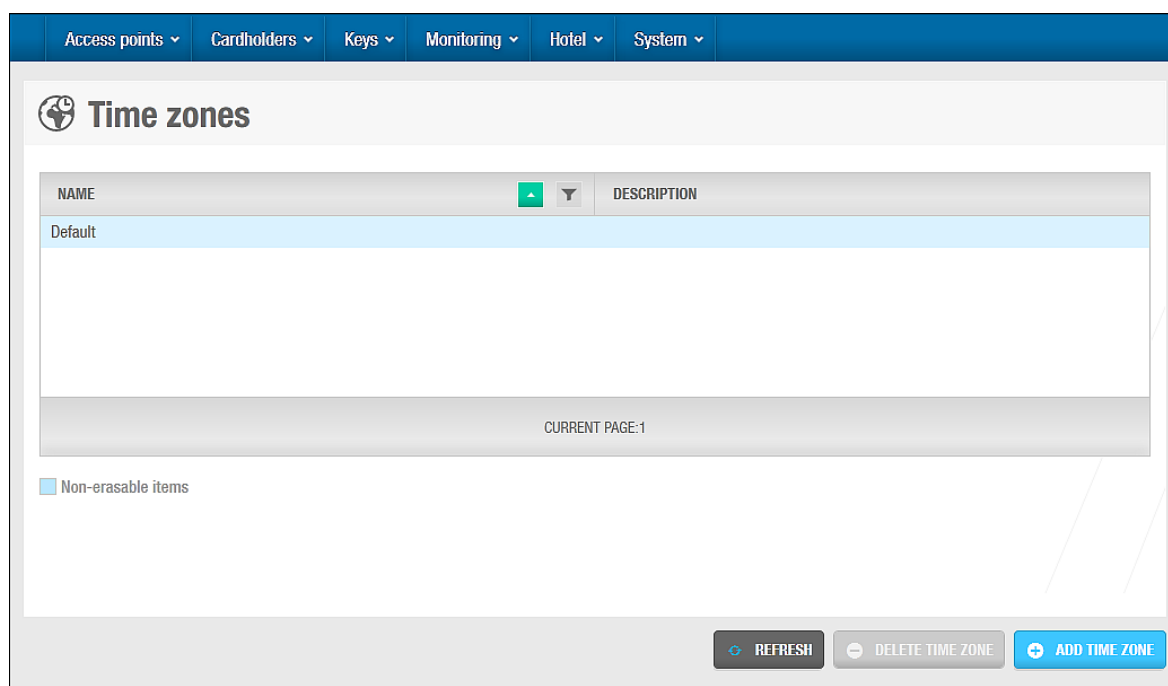 Access points Cardholders Keys Monitoring Hotel System
Time zones
NAME DESCRIPTION
Default
CURRENT PAGE:1
Non-erasable items
REFRESH DELETE TIME ZONE ADD TIME ZONE